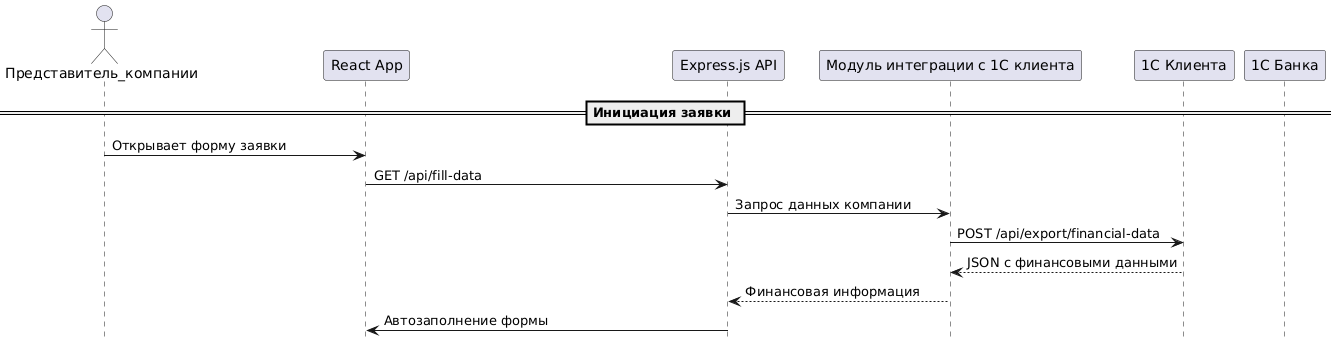 Представитель_компании
React App
Express.js API
Модуль интеграции с 1С клиента
1С Клиента
1С Банка
Инициация заявки
Открывает форму заявки
GET /api/fill-data
Запрос данных компании
POST /api/export/financial-data
JSON с финансовыми данными
Финансовая информация
Автозаполнение формы